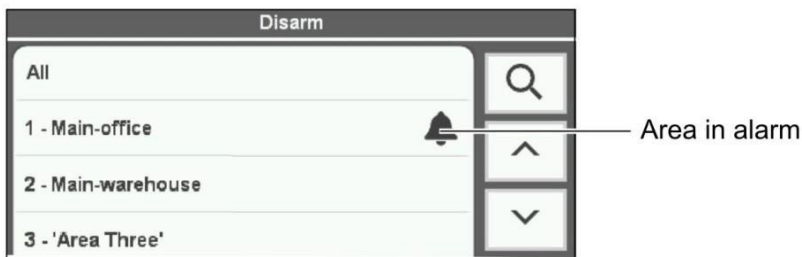 Disarm
All
1 - Main-office
Area in alarm
2 - Main-warehouse
3 - 'Area Three'